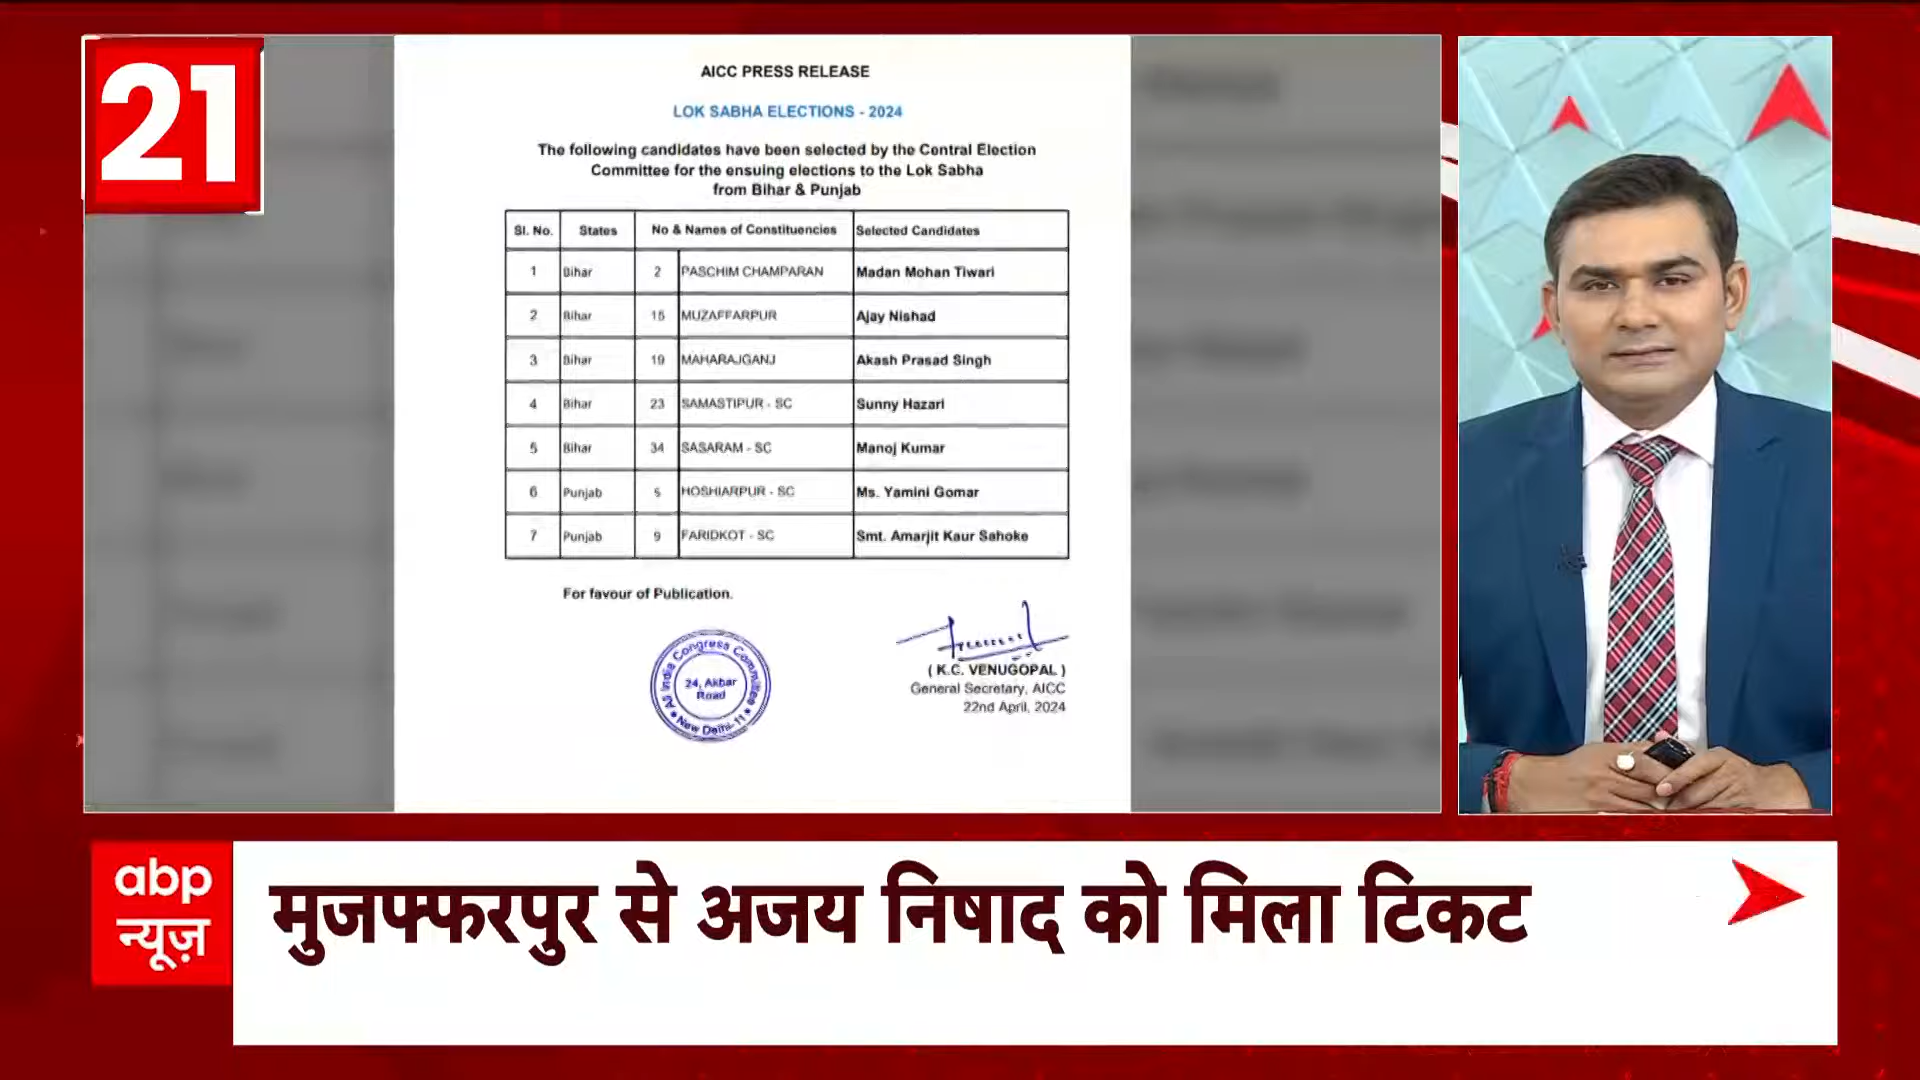 21
AICC PRESS RELEASE
LOK SABHA ELECTIONS - 2024
The following candidates have been selected by the Central Election
Committee for the ensuing elections to the Lok Sabha
from Bihar & Punjab
Sl. No. States No & Names of Constituencies Selected Candidates
1 Bihar 2 PASCHIM CHAMPARAN Madan Mohan Tiwari
2 Bihar 15 MUZAFFARPUR Ajay Nishad
3 Bihar 19 MAHARAJGANJ Akash Prasad Singh
4 Bihar 23 SAMASTIPUR - SC Sunny Hazari
5 Bihar 34 SASARAM - SC Manoj Kumar
6 Punjab 5 HOSHIARPUR - SC Ms. Yamini Gomar
7 Punjab 9 FARIDKOT - SC Smt. Amarjit Kaur Sahoke
For favour of Publication.
All India Congress Committee
24, Akbar
Road
New Delhi-11
( K.C. VENUGOPAL )
General Secretary, AICC
22nd April, 2024
abp
न्यूज़
मुजफ्फरपुर से अजय निषाद को मिला टिकट